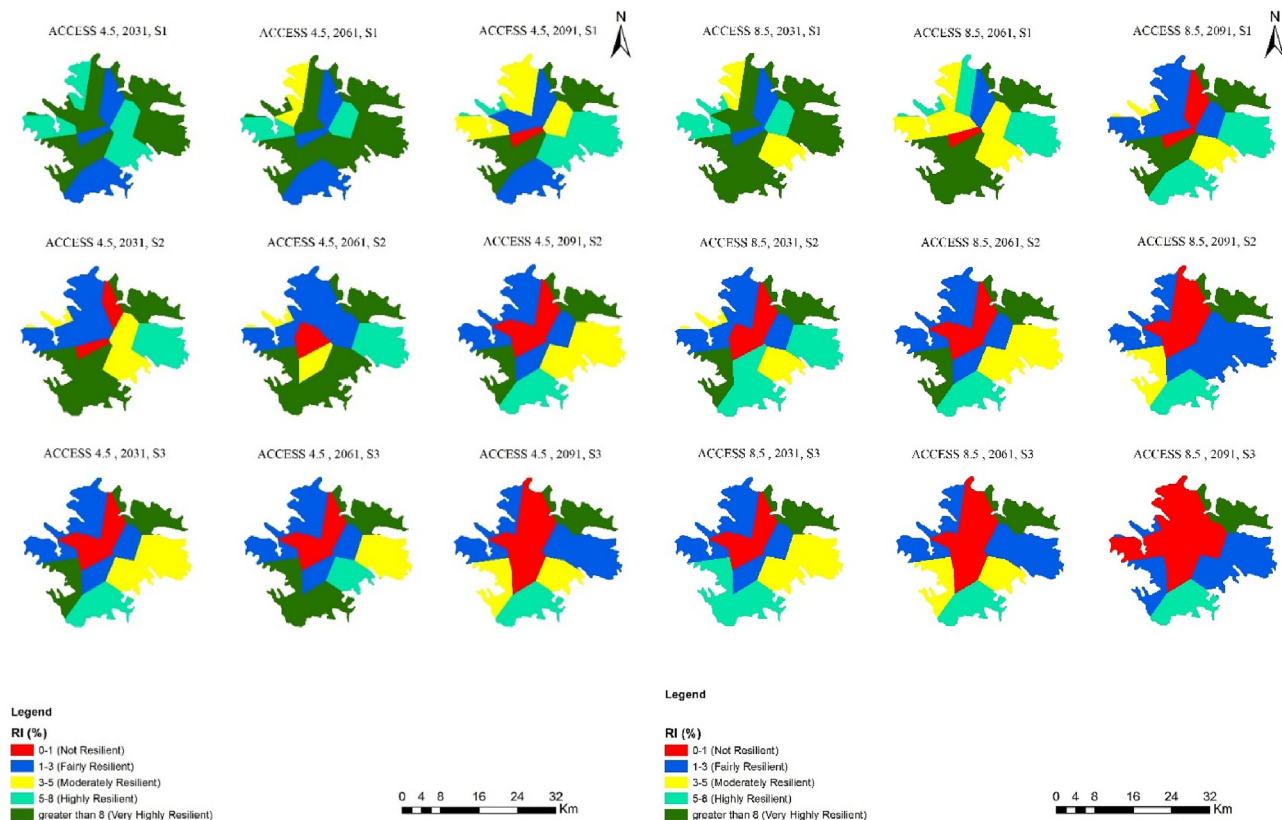 N N
ACCESS 4.5, 2031, S1 ACCESS 4.5, 2061, S1 ACCESS 4.5, 2091, S1 ACCESS 8.5, 2031, S1 ACCESS 8.5, 2061, S1 ACCESS 8.5, 2091, S1
ACCESS 4.5, 2031, S2 ACCESS 4.5, 2061, S2 ACCESS 4.5, 2091, S2 ACCESS 8.5, 2031, S2 ACCESS 8.5, 2061, S2 ACCESS 8.5, 2091, S2
ACCESS 4.5 , 2031, S3 ACCESS 4.5 , 2061, S3 ACCESS 4.5 , 2091, S3 ACCESS 8.5 , 2031, S3 ACCESS 8.5 , 2061, S3 ACCESS 8.5 , 2091, S3
Legend
RI (%)
0-1 (Not Resilient)
1-3 (Fairly Resilient)
3-5 (Moderately Resilient)
5-8 (Highly Resilient)
greater than 8 (Very Highly Resilient)
0 4 8 16 24 32
Km
Legend
RI (%)
0-1 (Not Resilient)
1-3 (Fairly Resilient)
3-5 (Moderately Resilient)
5-8 (Highly Resilient)
greater than 8 (Very Highly Resilient)
0 4 8 16 24 32
Km